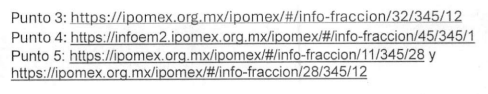 Punto 3: https://ipomex.org.mx/ipomex/#/info-fraccion/32/345/12
Punto 4: https://infoem2.ipomex.org.mx/ipomex/#/info-fraccion/45/345/1
Punto 5: https://ipomex.org.mx/ipomex/#/info-fraccion/11/345/28 y
https://ipomex.org.mx/ipomex/#/info-fraccion/28/345/12